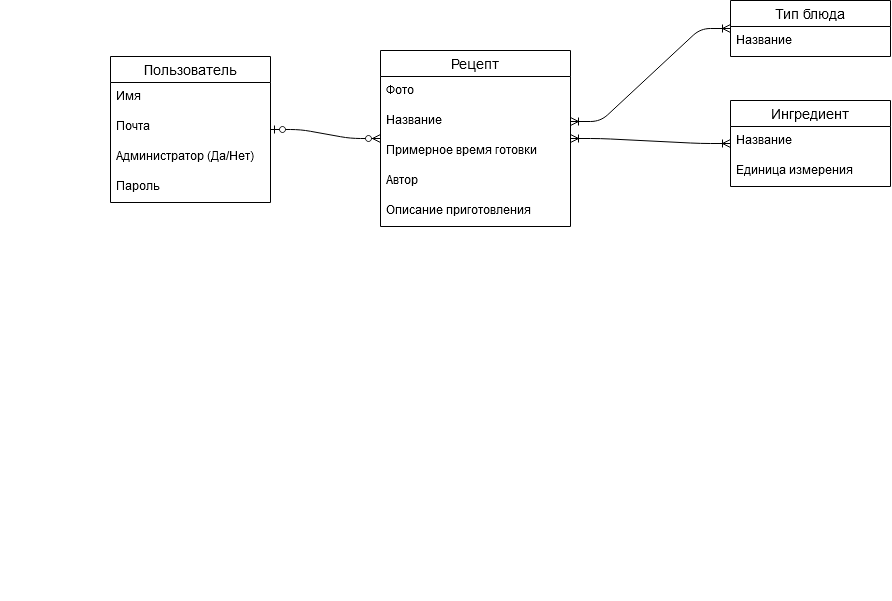 Пользователь
Имя
Почта
Администратор (Да/Нет)
Пароль
Рецепт
Фото
Название
Примерное время готовки
Автор
Описание приготовления
Тип блюда
Название
Ингредиент
Название
Единица измерения